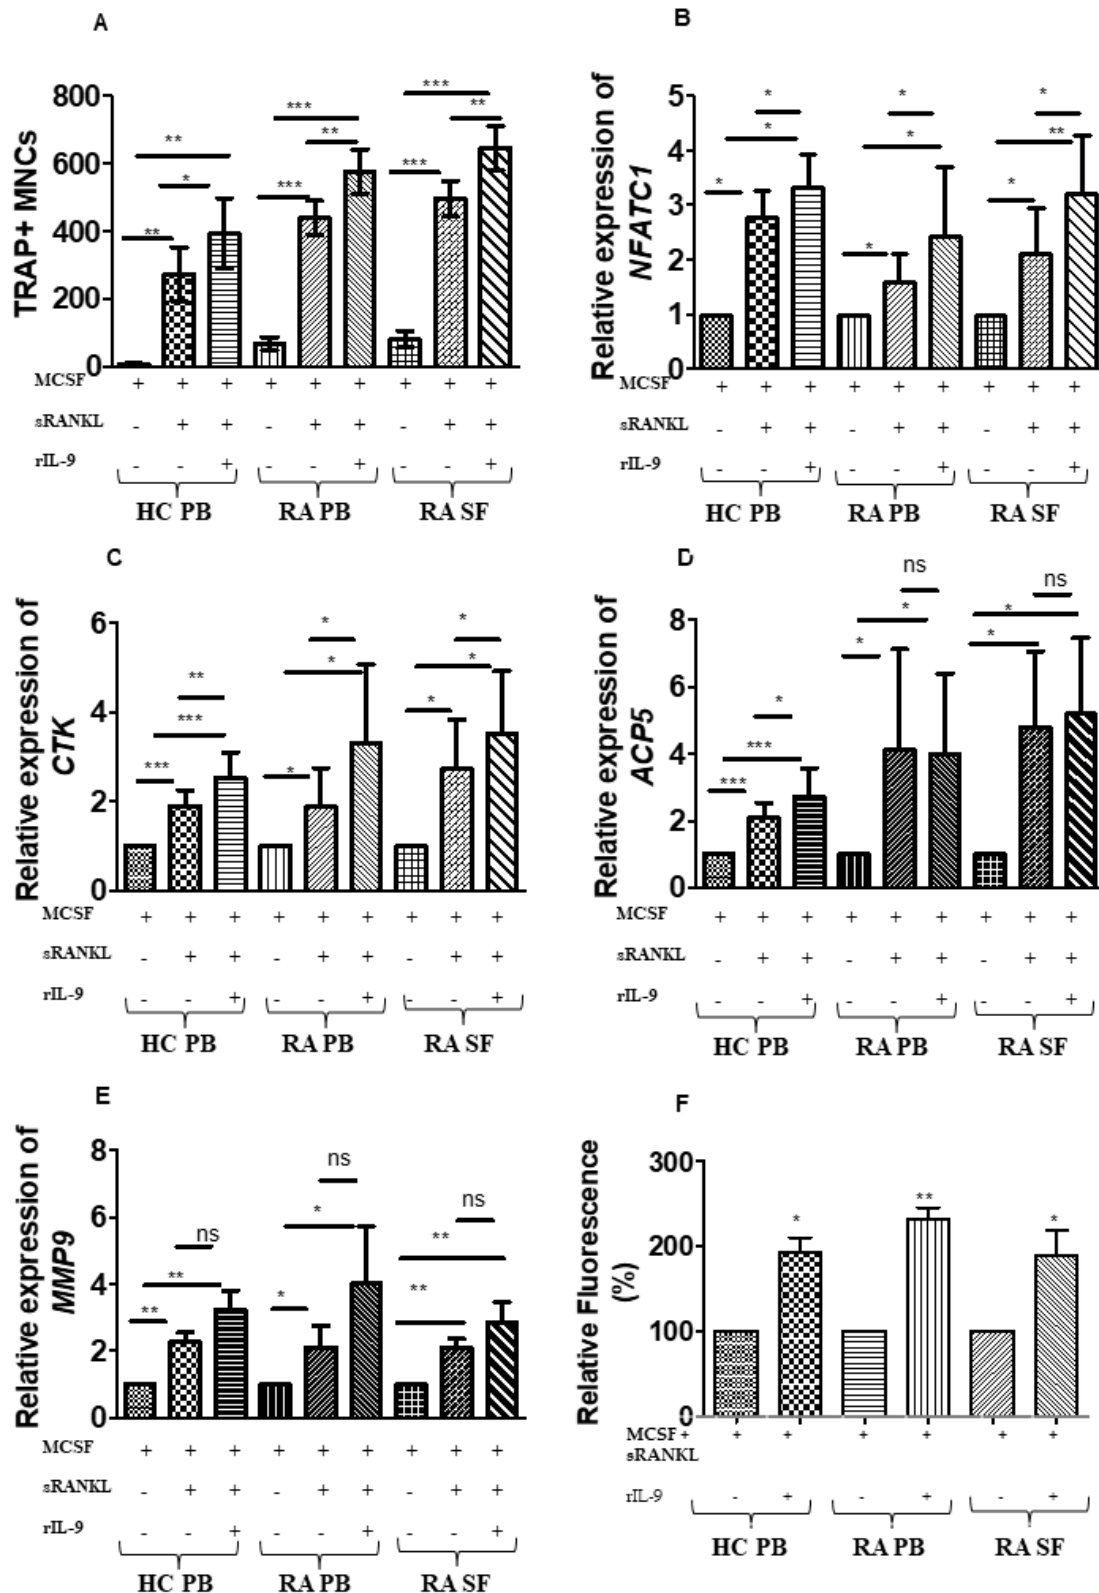 A
TRAP+ MNCs
800
600
400
200
0
**
*
**
***
**
***
***
**
***
MCSF + + + + + + + + +
sRANKL - + + - + + - + +
rIL-9 - - + - - + - - +
HC PB RA PB RA SF
B
Relative expression of
NFATC1
5
4
3
2
1
0
*
*
*
*
*
*
*
**
*
MCSF + + + + + + + + +
sRANKL - + + - + + - + +
rIL-9 - - + - - + - - +
HC PB RA PB RA SF
C
Relative expression of
CTK
6
4
2
0
**
***
***
*
*
*
*
*
*
MCSF + + + + + + + + +
sRANKL - + + - + + - + +
rIL-9 - - + - - + - - +
HC PB RA PB RA SF
D
Relative expression of
ACP5
8
6
4
2
0
*
***
***
ns
*
*
ns
*
*
MCSF + + + + + + + + +
sRANKL - + + - + + - + +
rIL-9 - - + - - + - - +
HC PB RA PB RA SF
E
Relative expression of
MMP9
8
6
4
2
0
ns
**
**
ns
*
*
ns
**
**
MCSF + + + + + + + + +
sRANKL - + + - + + - + +
rIL-9 - - + - - + - - +
HC PB RA PB RA SF
F
Relative Fluorescence
(%)
300
200
100
0
*
**
*
MCSF + + + + + + +
sRANKL
rIL-9 - + - + - +
HC PB RA PB RA SF